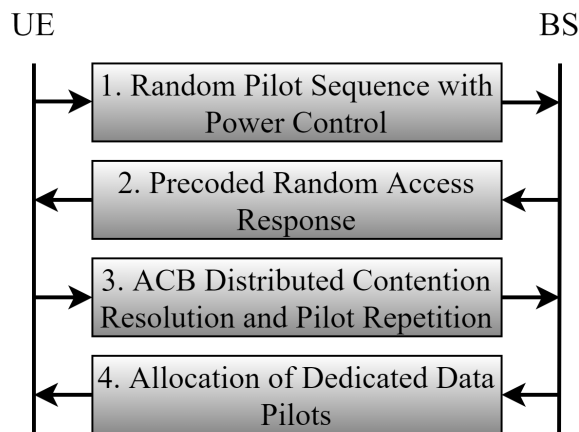 UE
BS
1. Random Pilot Sequence with
Power Control
2. Precoded Random Access
Response
3. ACB Distributed Contention
Resolution and Pilot Repetition
4. Allocation of Dedicated Data
Pilots